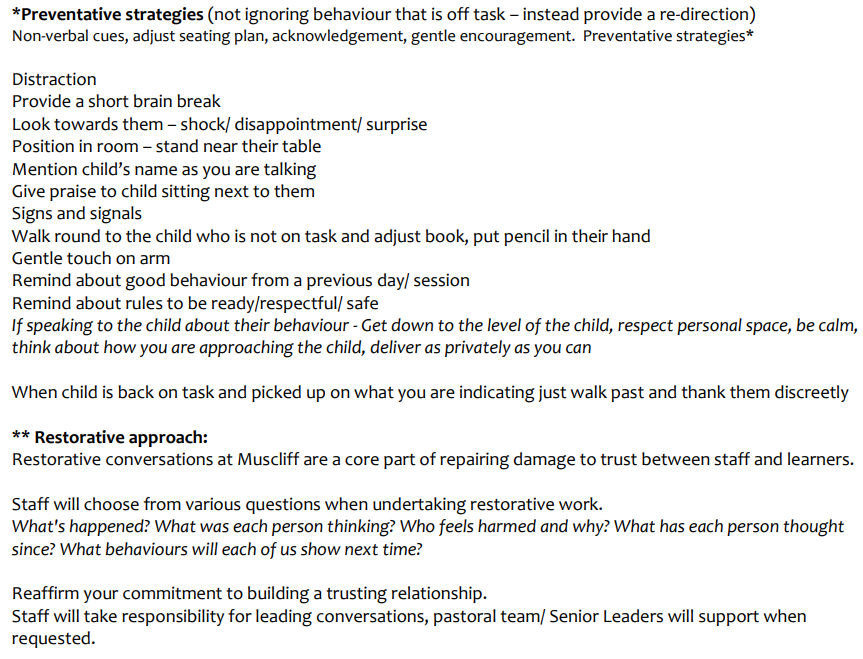 *Preventative strategies (not ignoring behaviour that is off task – instead provide a re-direction)
Non-verbal cues, adjust seating plan, acknowledgement, gentle encouragement.  Preventative strategies*
Distraction
Provide a short brain break
Look towards them – shock/ disappointment/ surprise
Position in room – stand near their table
Mention child’s name as you are talking
Give praise to child sitting next to them
Signs and signals
Walk round to the child who is not on task and adjust book, put pencil in their hand
Gentle touch on arm
Remind about good behaviour from a previous day/ session
Remind about rules to be ready/respectful/ safe
If speaking to the child about their behaviour - Get down to the level of the child, respect personal space, be calm,
think about how you are approaching the child, deliver as privately as you can
When child is back on task and picked up on what you are indicating just walk past and thank them discreetly
** Restorative approach:
Restorative conversations at Muscliff are a core part of repairing damage to trust between staff and learners.
Staff will choose from various questions when undertaking restorative work.
What's happened? What was each person thinking? Who feels harmed and why? What has each person thought
since? What behaviours will each of us show next time?
Reaffirm your commitment to building a trusting relationship.
Staff will take responsibility for leading conversations, pastoral team/ Senior Leaders will support when
requested.